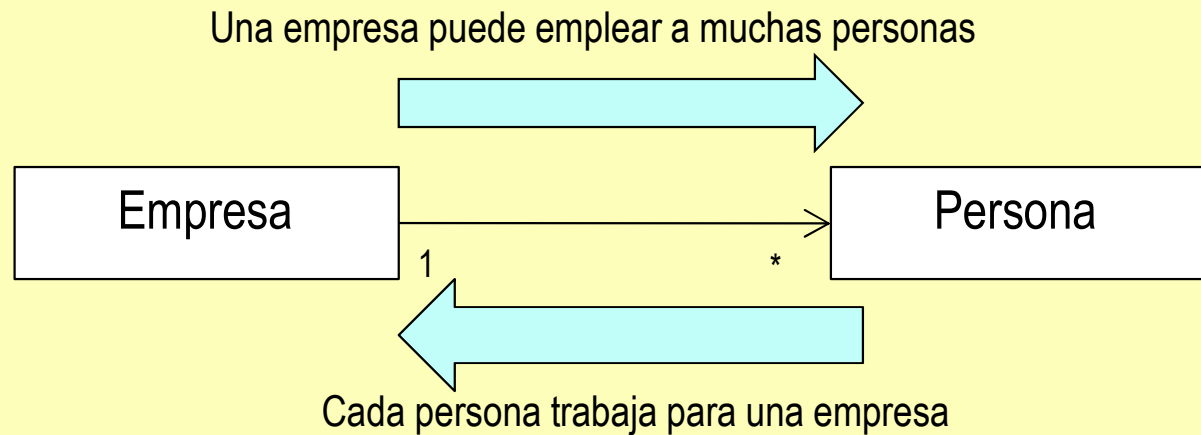 Una empresa puede emplear a muchas personas
Empresa
Persona
1
*
Cada persona trabaja para una empresa